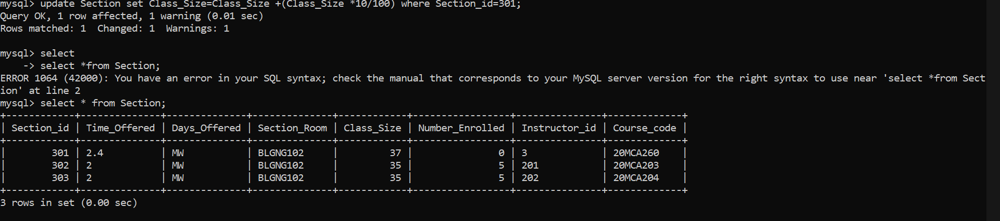 mysql> update Section set Class_Size=Class_Size +(Class_Size *10/100) where Section_id=301;
Query OK, 1 row affected, 1 warning (0.01 sec)
Rows matched: 1  Changed: 1  Warnings: 1

mysql> select
    -> select *from Section;
ERROR 1064 (42000): You have an error in your SQL syntax; check the manual that corresponds to your MySQL server version for the right syntax to use near 'select *from Sect
ion' at line 2
mysql> select * from Section;
+------------+--------------+--------------+--------------+------------+-----------------+---------------+-------------+
| Section_id | Time_Offered | Days_Offered | Section_Room | Class_Size | Number_Enrolled | Instructor_id | Course_code |
+------------+--------------+--------------+--------------+------------+-----------------+---------------+-------------+
|        301 | 2.4          | MW           | BLGNG102     |         37 |               0 | 3             | 20MCA260    |
|        302 | 2            | MW           | BLGNG102     |         35 |               5 | 201           | 20MCA203    |
|        303 | 2            | MW           | BLGNG102     |         35 |               5 | 202           | 20MCA204    |
+------------+--------------+--------------+--------------+------------+-----------------+---------------+-------------+
3 rows in set (0.00 sec)